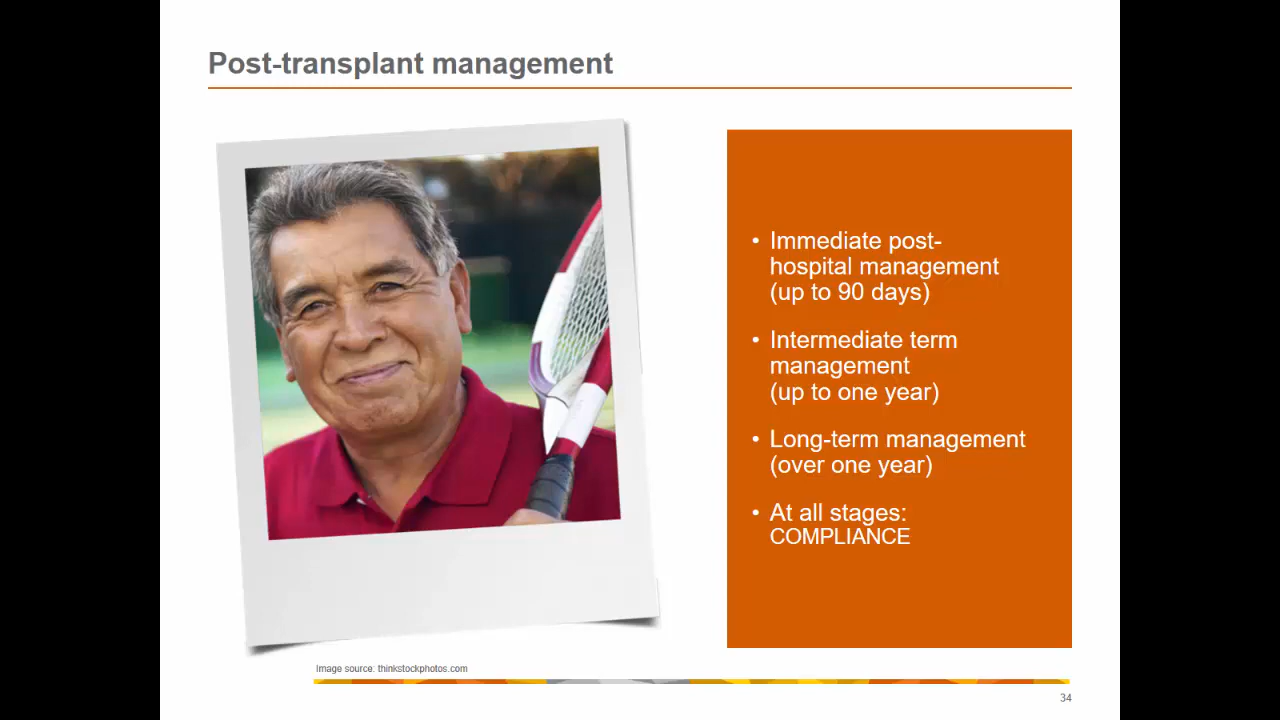 Post-transplant management
• Immediate post-
hospital management
(up to 90 days)
• Intermediate term
management
(up to one year)
• Long-term management
(over one year)
• At all stages:
COMPLIANCE
Image source: thinkstockphotos.com
34